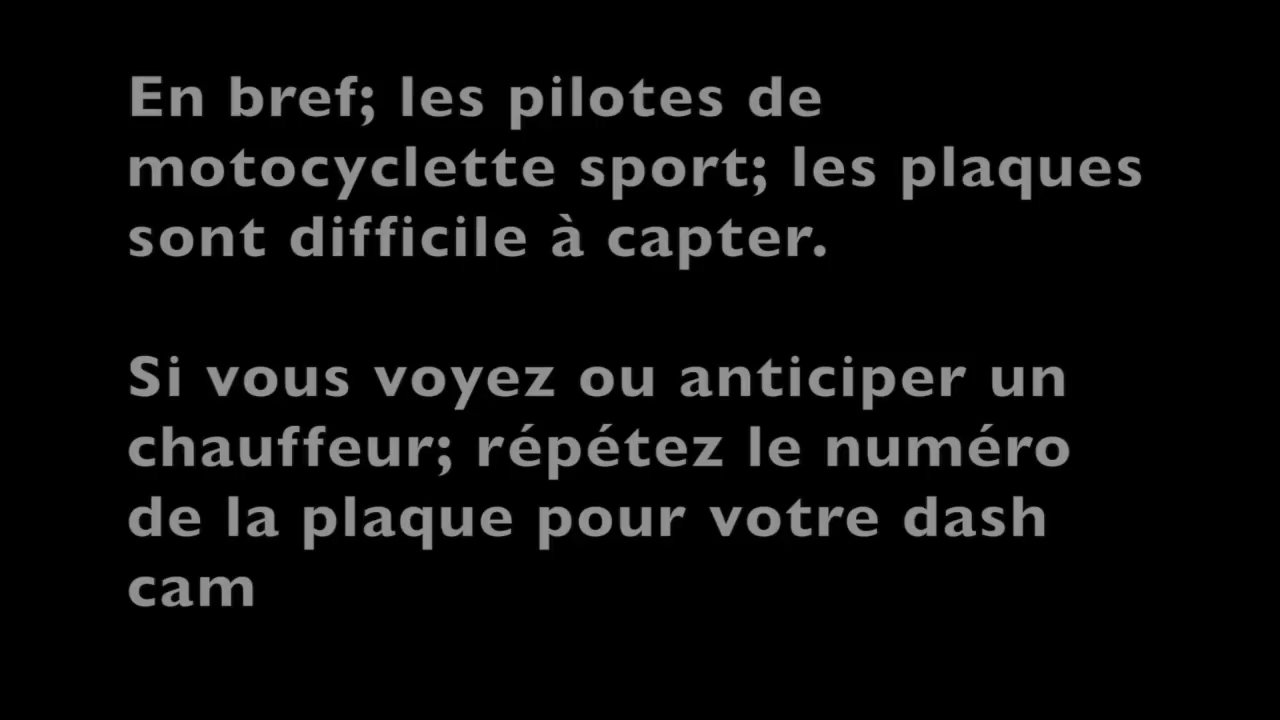 En bref; les pilotes de
motocyclette sport; les plaques
sont difficile à capter.
Si vous voyez ou anticiper un
chauffeur; répétez le numéro
de la plaque pour votre dash
cam